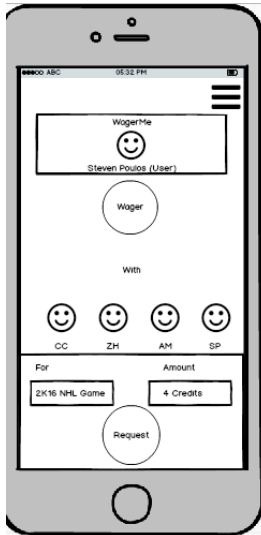 ABC 05:32 PM
WagerMe
Steven Poulos (User)
Wager
With
CC ZH AM SP
For Amount
2K16 NHL Game 4 Credits
Request